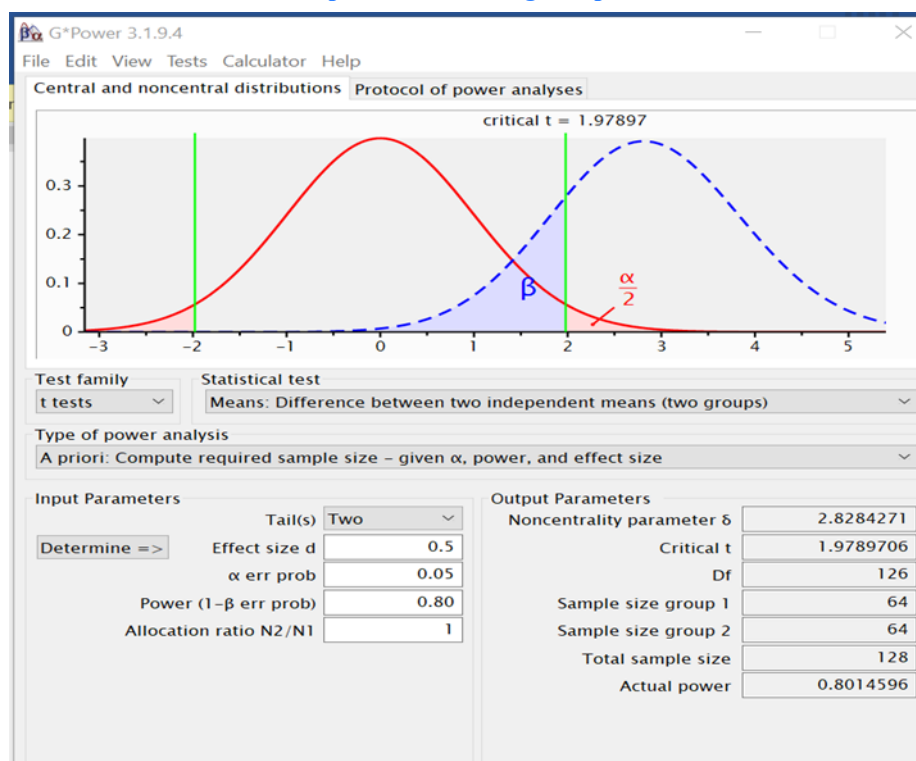 G*Power 3.1.9.4
File Edit View Tests Calculator Help
Central and noncentral distributions Protocol of power analyses
critical t = 1.97897
0.3
0.2
0.1
0
β
α
2
-3 -2 -1 0 1 2 3 4 5
Test family Statistical test
t tests Means: Difference between two independent means (two groups)
Type of power analysis
A priori: Compute required sample size – given α, power, and effect size
Input Parameters Output Parameters
Tail(s) Two Noncentrality parameter δ 2.8284271
Determine => Effect size d 0.5 Critical t 1.9789706
α err prob 0.05 Df 126
Power (1-β err prob) 0.80 Sample size group 1 64
Allocation ratio N2/N1 1 Sample size group 2 64
Total sample size 128
Actual power 0.8014596